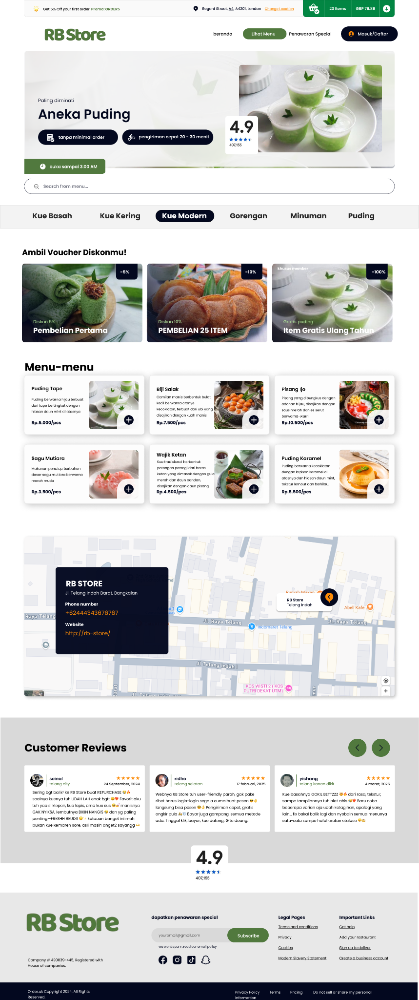 Get 5% Off your first order, Promo: ORDER5
Regent Street, A4, A4201, London Change Location
23 Items
GBP 79.89
RB Store
beranda
Lihat Menu
Penawaran Special
Masuk/Daftar
Paling diminati
Aneka Puding
tanpa minimal order
pengiriman cepat 20 - 30 menit
4.9
407,155
buka sampai 3:00 AM
Search from menu...
Kue Basah
Kue Kering
Kue Modern
Gorengan
Minuman
Puding
Ambil Voucher Diskonmu!
-5%
Diskon 5%
Pembelian Pertama
-10%
Diskon 10%
PEMBELIAN 25 ITEM
khusus member
-100%
Gratis puding
Item Gratis Ulang Tahun
Menu-menu
Puding Tape
Puding berwarna hijau terbuat
dari tape bertingkat dengan
hiasan daun mint di atasnya
Rp.5.000/pcs
Biji Salak
Camilan manis berbentuk bulat
kecil berwarna oranye
kecoklatan, terbuat dari ubi yang
disajikan dengan kuah manis
Rp.7.500/pcs
Pisang Ijo
Pisang yang dibungkus dengan
adonan hijau, disajikan dengan
saus merah dan es serut
berwarna-warni
Rp.10.500/pcs
Sagu Mutiara
Makanan penutup berbahan
dasar sagu mutiara berwarna
merah muda
Rp.3.500/pcs
Wajik Ketan
Kue tradisional berbentuk
potongan persegi dari beras
ketan yang dimasak dengan gula
merah dan daun pandan,
disajikan dengan daun pisang
Rp.4.500/pcs
Puding Karamel
Puding berwarna kecoklatan
dengan lapisan karamel di
atasnya dan hiasan daun mint,
tekstur lembut dan berkilau.
Rp.5.500/pcs
RB STORE
Jl. Telang Indah Barat, Bangkalan
Phone number
+62444343676767
Website
http://rb-store/
Raya Telang
Rumah Makan
RB Store
Telang Indah
Abell Kafe
Jl. Raya Telang
Jl. Raya Telang
Indomaret Telang
Jl Telang Indah I
KOS WISTI 2 ( KOS
PUTRI DEKAT UTM)
Barat
Customer Reviews
seinal
telang city
24 September, 2024
Sering bgt balik² ke RB Store buat REPURCHASE 😭🔥
soalnya kuenya tuh UDAH LAH enak bgtt 😩❤️ Favorit aku
tuh yaa si klepon, kue lapis, ama kue sus 🥹💅 manisnya
GAK NYIKSA, lembutnya BIKIN NANGIS 😭 dan yg paling
penting—FRESHH BEUD!! 😋✨ ketauan banget ini mah
bukan kue kemaren sore, asli masih anget2 sayangg 🫶
ridho
telang selatan
17 februari, 2025
Webnya RB Store tuh user-friendly parah, gak pake
ribet harus login-login segala cuma buat pesen 😎👌
langsung bisa pesen 😎👌 Pengiriman cepet, gratis
ongkir pula 🛵💨 Bayar juga gampang, semua metode
ada. Tinggal klik, bayar, kue dateng. Gitu doang.
yichang
telang kanan dikit
4 maret, 2025
Kue basahnya GOKIL BETTZZZ 🤯🔥 dari rasa, tekstur,
sampe tampilannya tuh niat abis 😭❤️ Baru coba
beberapa varian aja udah ketagihan, apalagi yang
lain... fix bakal balik lagi dan nyobain semua menunya
satu-satu sampe hafal urutan etalase 😤🍰
4.9
407,155
RB Store
Company # 490039-445, Registered with
House of companies.
dapatkan penawaran special
youremail@gmail.com
Subscribe
we wont spam, read our email policy
Legal Pages
Terms and conditions
Privacy
Cookies
Modern Slavery Statement
Important Links
Get help
Add your restaurant
Sign up to deliver
Create a business account
Order.uk Copyright 2024, All Rights
Reserved.
Privacy Policy
Terms
Pricing
Do not sell or share my personal
information